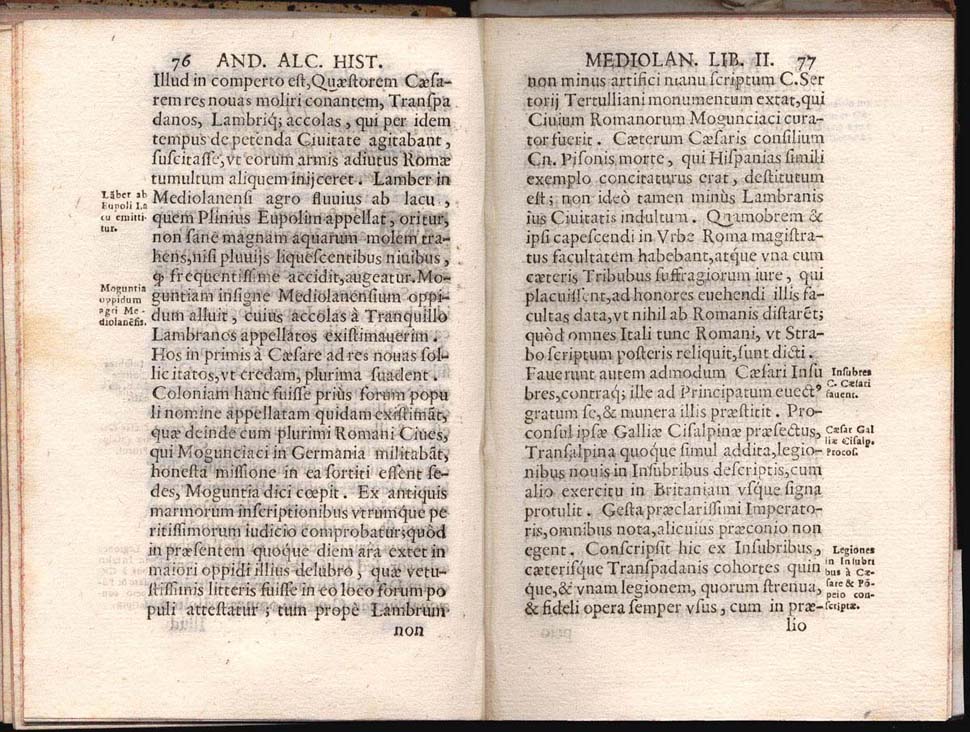 76 AND. ALC. HIST.
Illud in comperto est, Quæstorem Cæsa-
rem res nouas moliri conantem, Transpa
danos, Lambriq; accolas, qui per idem
tempus de petenda Ciuitate agitabant,
suscitasse, vt eorum armis adiutus Romæ
tumultum aliquem inijceret. Lamber in
Mediolanensi agro fluuius ab lacu,
quem Plinius Eupolim appellat, oritur,
non sane magnam aquarum molem tra-
hens, nisi pluuijs liquescentibus niuibus,
ꝙ frequentissime accidit, augeatur. Mo-
guntiam insigne Mediolanensium oppi-
dum alluit, cuius accolas à Tranquillo
Lambranos appellatos existimauerim.
Hos in primis à Cæsare ad res nouas sol-
licitatos, vt credam, plurima suadent.
Coloniam hanc fuisse prius forum popu
li nomine appellatam quidam existimāt,
quæ deinde cum plurimi Romani Ciues,
qui Mogunciaci in Germania militabāt,
honesta missione in ea sortiti essent se-
des, Moguntia dici cœpit. Ex antiquis
marmorum inscriptionibus vtrumque pe
ritissimorum iudicio comprobatur; quòd
in præsentem quoque diem ara extet in
maiori oppidi illius delubro, quæ vetu-
stissimis litteris fuisse in eo loco forum po
puli attestatur; tum propè Lambrum
non
Lāber ab
Eupoli La
cu emitti-
tur.
Moguntia
oppidum
agri Me-
diolanēsis.
MEDIOLAN. LIB. II. 77
non minus artifici manu scriptum C. Ser
torij Tertulliani monumentum extat, qui
Ciuium Romanorum Mogunciaci cura-
tor fuerit. Cæterum Cæsaris consilium
Cn. Pisonis morte, qui Hispanias simili
exemplo concitaturus erat, destitutum
est; non ideò tamen minùs Lambranis
ius Ciuitatis indultum. Quamobrem &
ipsi capescendi in Vrbe Roma magistra-
tus facultatem habebant, atque vna cum
cæteris Tribubus suffragiorum iure, qui
placuissent, ad honores euehendi illis fa-
cultas data, vt nihil ab Romanis distarēt;
quòd omnes Itali tunc Romani, vt Stra-
bo scriptum posteris reliquit, sunt dicti.
Fauerunt autem admodum Cæsari Insu
bres, contraq; ille ad Principatum euectꝰ
gratum se, & munera illis præstitit. Pro-
consul ipsæ Galliæ Cisalpinæ præfectus,
Transalpina quoque simul addita, legio-
nibus nouis in Insubribus descriptis, cum
alio exercitu in Britaniam vsque signa
protulit. Gesta præclarissimi Imperato-
ris, omnibus nota, alicuius præconio non
egent. Conscripsit hic ex Insubribus,
cæterisque Transpadanis cohortes quin
que, & vnam legionem, quorum strenua,
& fideli opera semper vsus, cum in præ-
lio
Insubres
C. Cæsari
fauent.
Cæsar Gal
liæ Cisalp.
Procos.
Legiones
in Insubri
bus à Cæ-
sare & Pō-
peio con-
scriptæ.